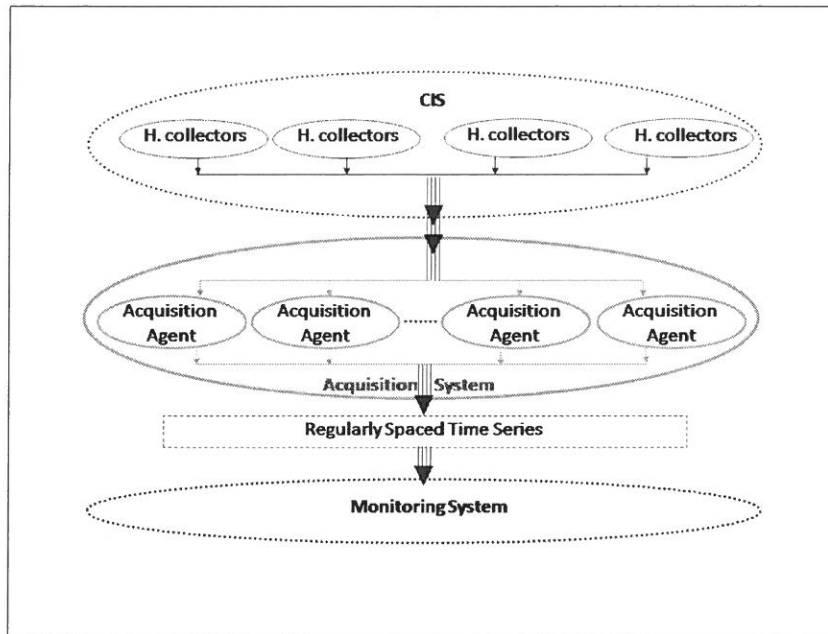 CIS
H. collectors H. collectors H. collectors H. collectors
Acquisition Acquisition Acquisition Acquisition
Agent Agent ...... Agent Agent
Acquisition System
Regularly Spaced Time Series
Monitoring System